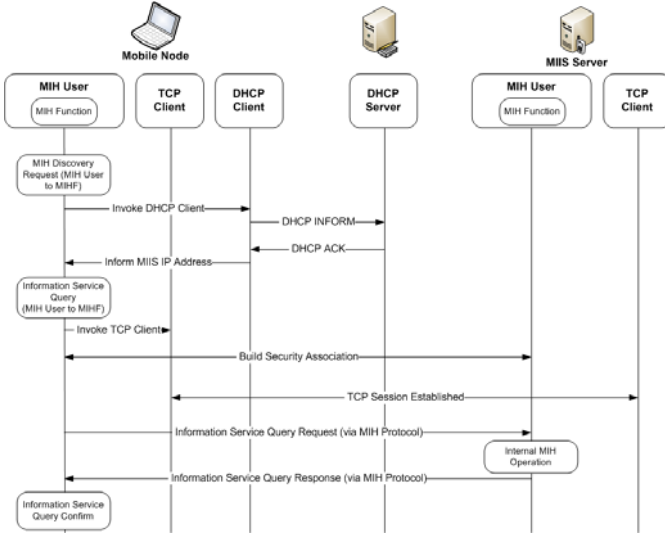 Mobile Node
MIIS Server
MIH User
MIH Function
TCP
Client
DHCP
Client
DHCP
Server
MIH User
MIH Function
TCP
Client
MIH Discovery
Request (MIH User
to MIHF)
Invoke DHCP Client
DHCP INFORM
DHCP ACK
Inform MIIS IP Address
Information Service
Query
(MIH User to MIHF)
Invoke TCP Client
Build Security Association
TCP Session Established
Information Service Query Request (via MIH Protocol)
Internal MIH
Operation
Information Service Query Response (via MIH Protocol)
Information Service
Query Confirm